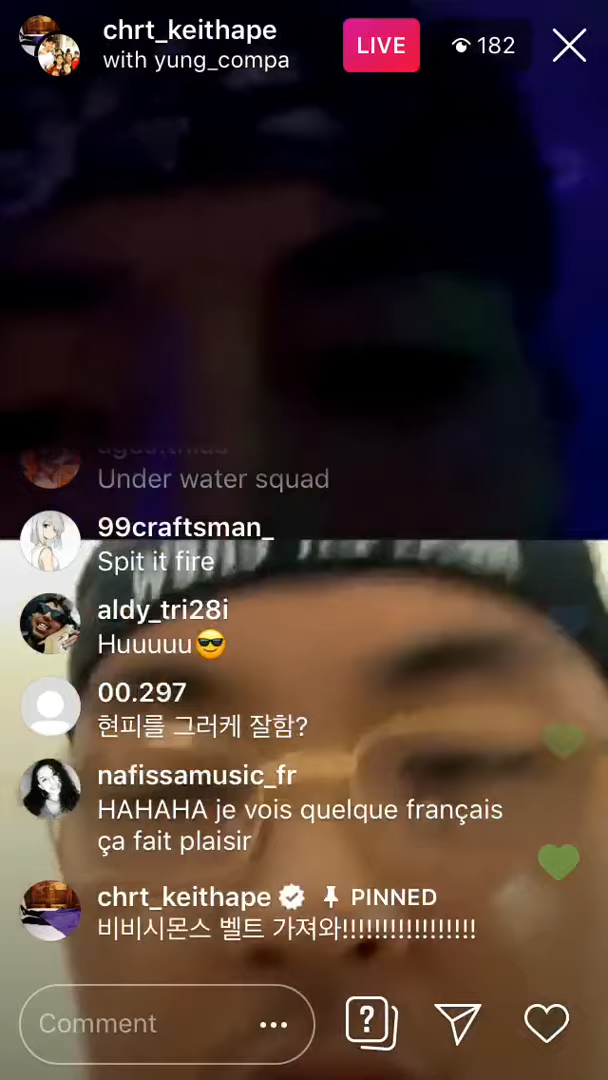 chrt_keithape
with yung_compa
LIVE
182
Under water squad
99craftsman_
Spit it fire
aldy_tri28i
Huuuuu😎
00.297
현피를 그러케 잘함?
nafissamusic_fr
HAHAHA je vois quelque français
ça fait plaisir
chrt_keithape PINNED
비비시몬스 벨트 가져와!!!!!!!!!!!!!!!!!
Comment